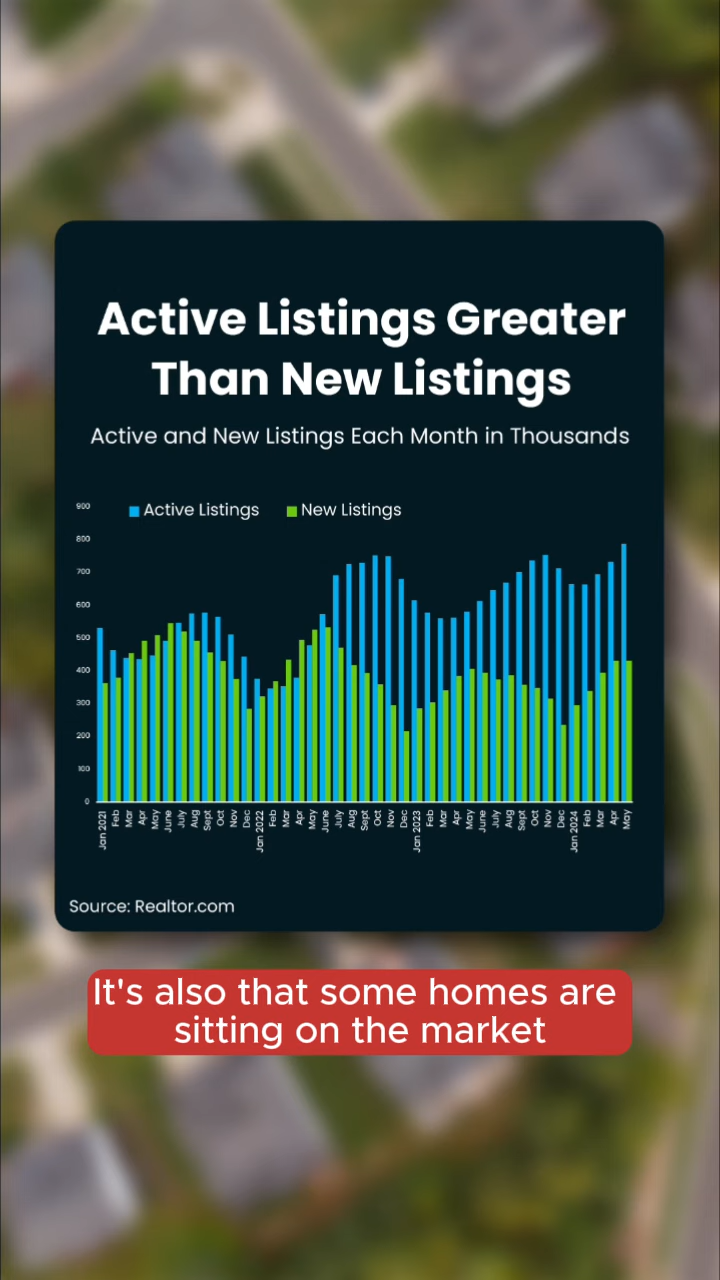 Active Listings Greater
Than New Listings
Active and New Listings Each Month in Thousands
Active Listings
New Listings
900
800
700
600
500
400
300
200
100
0
Jan 2021
Feb
Mar
Apr
May
June
July
Aug
Sept
Oct
Nov
Dec
Jan 2022
Feb
Mar
Apr
May
June
July
Aug
Sept
Oct
Nov
Dec
Jan 2023
Feb
Mar
Apr
May
June
July
Aug
Sept
Oct
Nov
Dec
Jan 2024
Feb
Mar
Apr
May
Source: Realtor.com
It's also that some homes are
sitting on the market